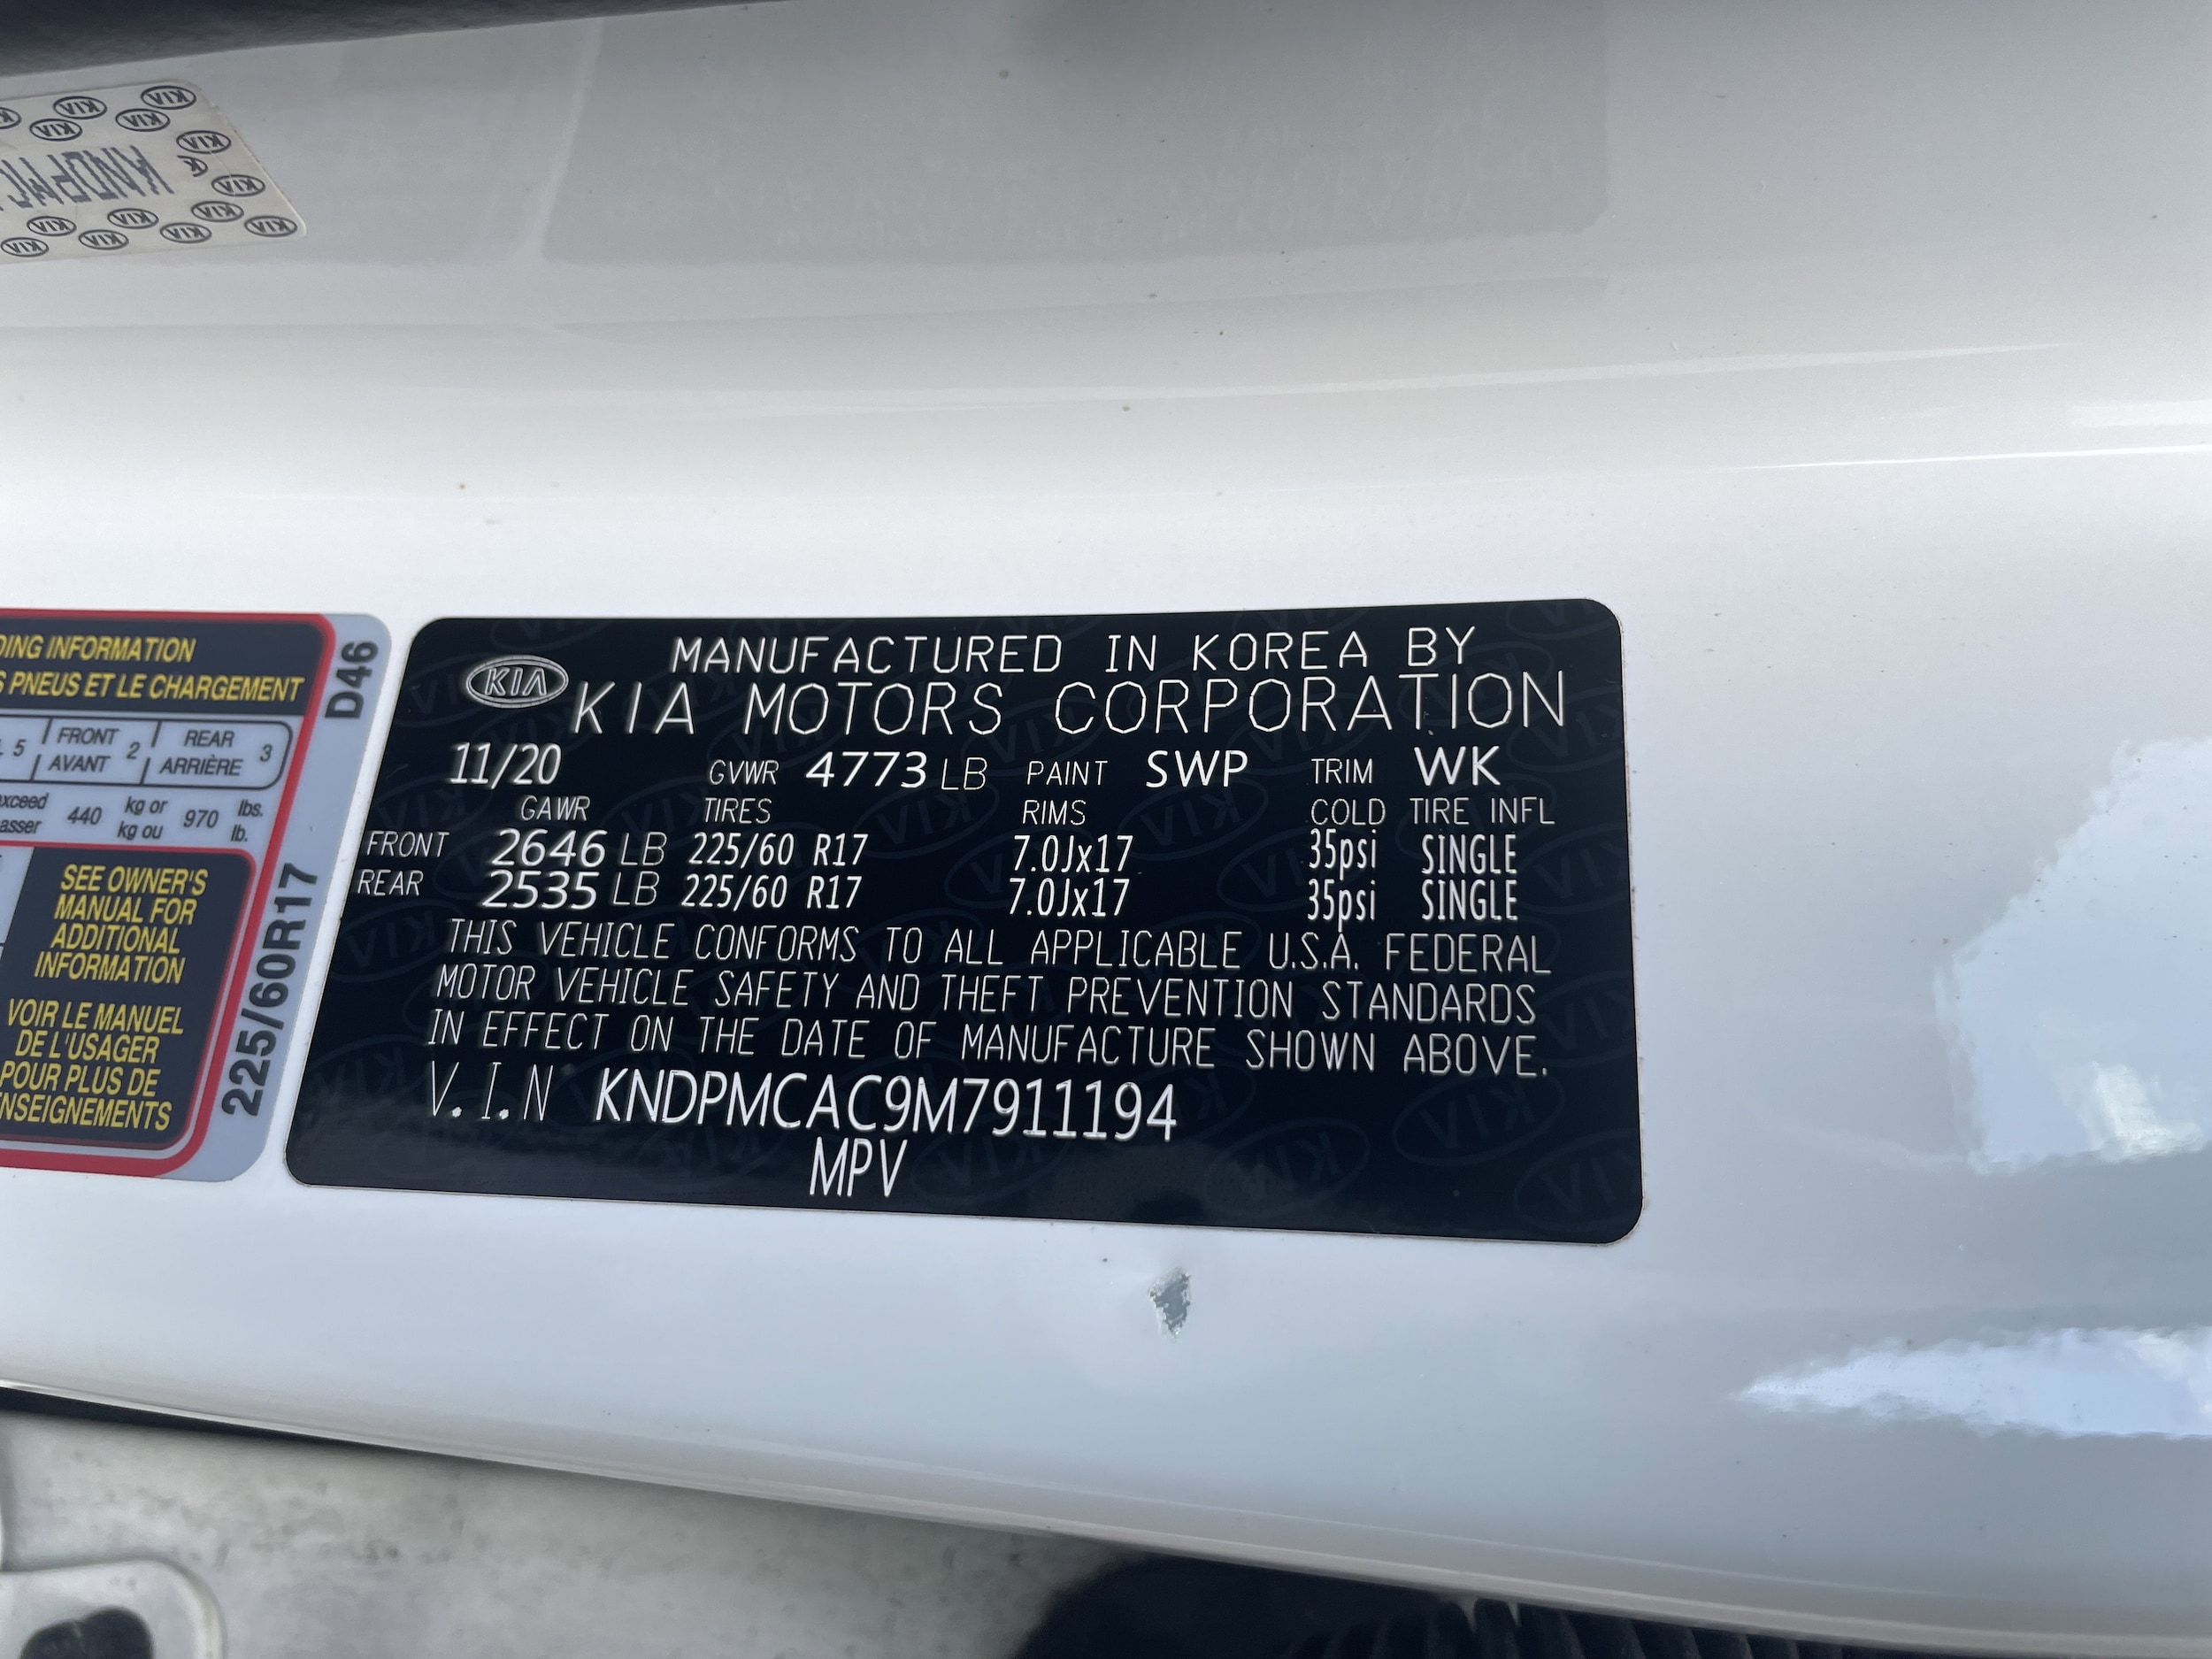 KNDPMC
DING INFORMATION
S PNEUS ET LE CHARGEMENT
5 FRONT AVANT 2 REAR ARRIÈRE 3
440 kg or kg ou 970 lbs. lb.
SEE OWNER'S
MANUAL FOR
ADDITIONAL
INFORMATION
VOIR LE MANUEL
DE L'USAGER
POUR PLUS DE
NSEIGNEMENTS
D46
225/60R17
MANUFACTURED IN KOREA BY
KIA KIA MOTORS CORPORATION
11/20 GVWR 4773 LB PAINT SWP TRIM WK
GAWR TIRES RIMS COLD TIRE INFL
FRONT 2646 LB 225/60 R17 7.0Jx17 35psi SINGLE
REAR 2535 LB 225/60 R17 7.0Jx17 35psi SINGLE
THIS VEHICLE CONFORMS TO ALL APPLICABLE U.S.A. FEDERAL
MOTOR VEHICLE SAFETY AND THEFT PREVENTION STANDARDS
IN EFFECT ON THE DATE OF MANUFACTURE SHOWN ABOVE.
V.I.N KNDPMCAC9M7911194
MPV